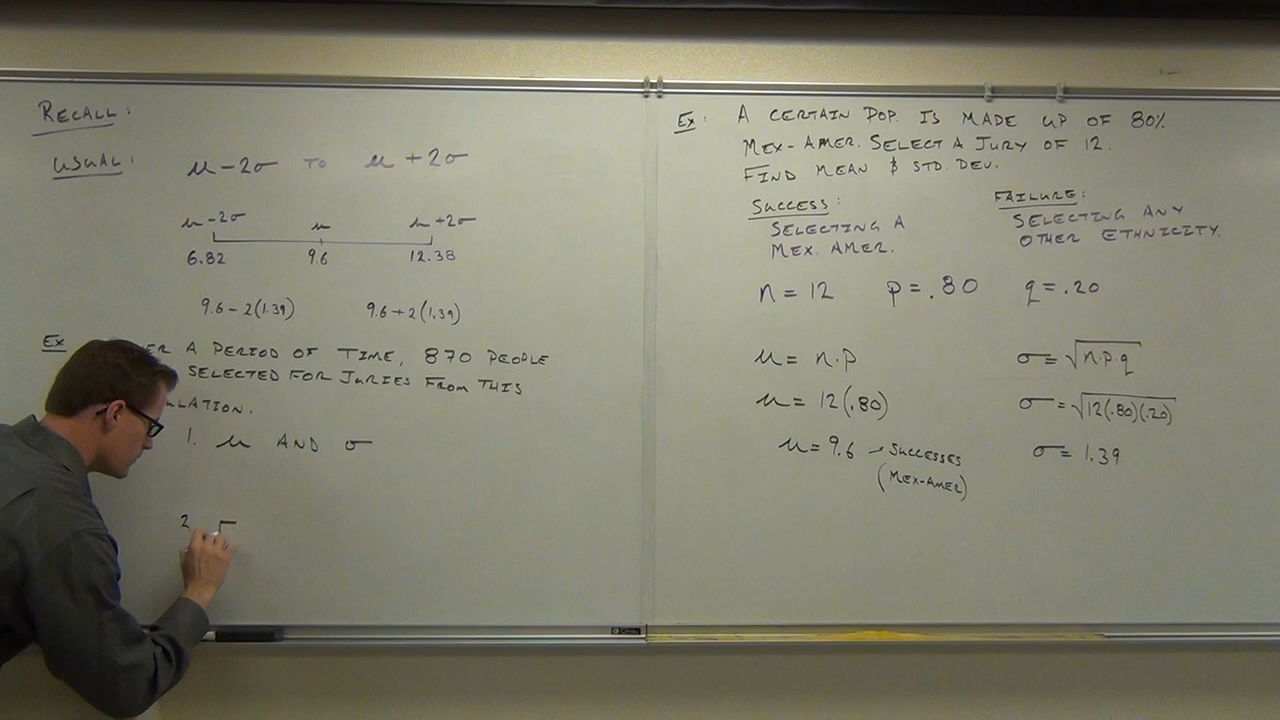 RECALL:
USUAL: μ-2σ TO μ+2σ
μ-2σ μ μ+2σ
6.82 9.6 12.38
9.6-2(1.39) 9.6+2(1.39)
Ex A PERIOD OF TIME, 870 PEOPLE
SELECTED FOR JURIES FROM THIS
1. μ AND σ
2.
Ex: A CERTAIN POP. IS MADE UP OF 80%
MEX-AMER. SELECT A JURY OF 12.
FIND MEAN & STD. DEV.
SUCCESS: FAILURE:
SELECTING A SELECTING ANY
MEX. AMER. OTHER ETHNICITY.
n=12 p=.80 q=.20
μ=n·p σ=√n·p·q
μ=12(.80) σ=√12(.80)(.20)
μ=9.6 → SUCCESSES σ=1.39
(MEX-AMER)